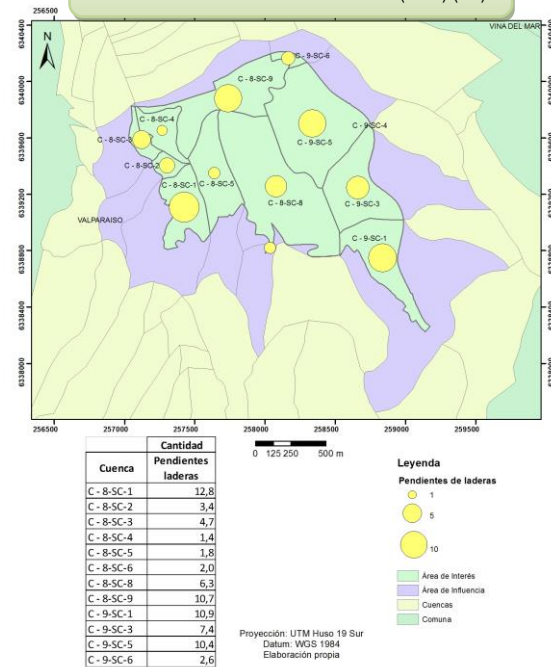 256500
VINA DEL MAR
N
6340400
6340400
6340000
6339600
6339200
6338800
6338400
6338000
C - 9-SC-6
C - 8-SC-9
C - 8-SC-4
C - 8-SC-3
C - 9-SC-4
C - 9-SC-5
C - 8-SC-2
C - 8-SC-1
C - 8-SC-5
C - 9-SC-8
C - 9-SC-3
VALPARAISO
C - 9-SC-1
256500 257000 257500 258000 258500 259000 259500
0 125 250 500 m
Cantidad
Cuenca Pendientes laderas
C - 8-SC-1 12,8
C - 8-SC-2 3,4
C - 8-SC-3 4,7
C - 8-SC-4 1,4
C - 8-SC-5 1,8
C - 8-SC-6 2,0
C - 8-SC-8 6,3
C - 8-SC-9 10,7
C - 9-SC-1 10,9
C - 9-SC-3 7,4
C - 9-SC-5 10,4
C - 9-SC-6 2,6
Proyección: UTM Huso 19 Sur
Datum: WGS 1984
Elaboración propia
Leyenda
Pendientes de laderas
1
5
10
Área de Interés
Área de Influencia
Cuencas
Comuna